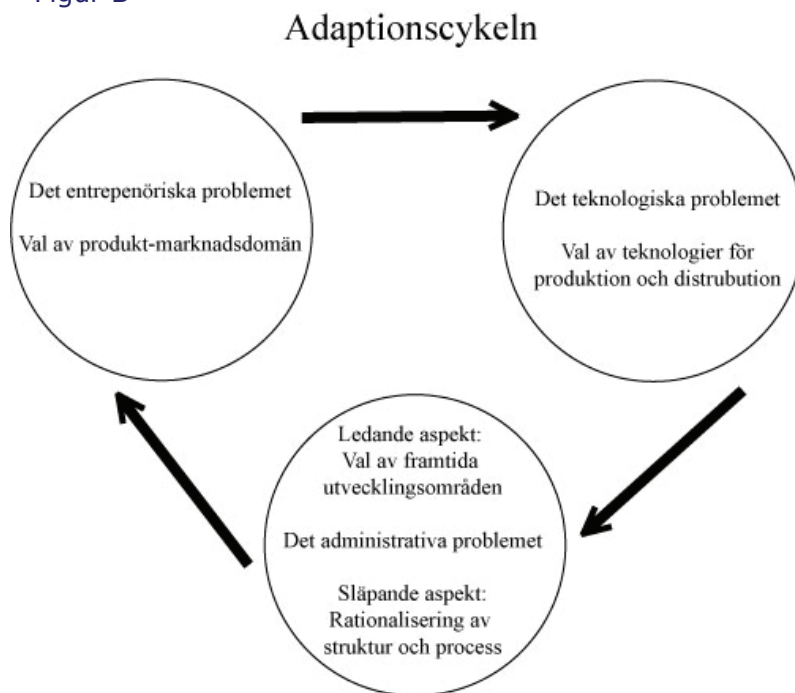 Figur B
Adaptionscykeln
Det entrepenöriska problemet
Val av produkt-marknadsdomän
Det teknologiska problemet
Val av teknologier för
produktion och distrubution
Ledande aspekt:
Val av framtida
utvecklingsområden
Det administrativa problemet
Släpande aspekt:
Rationalisering av
struktur och process